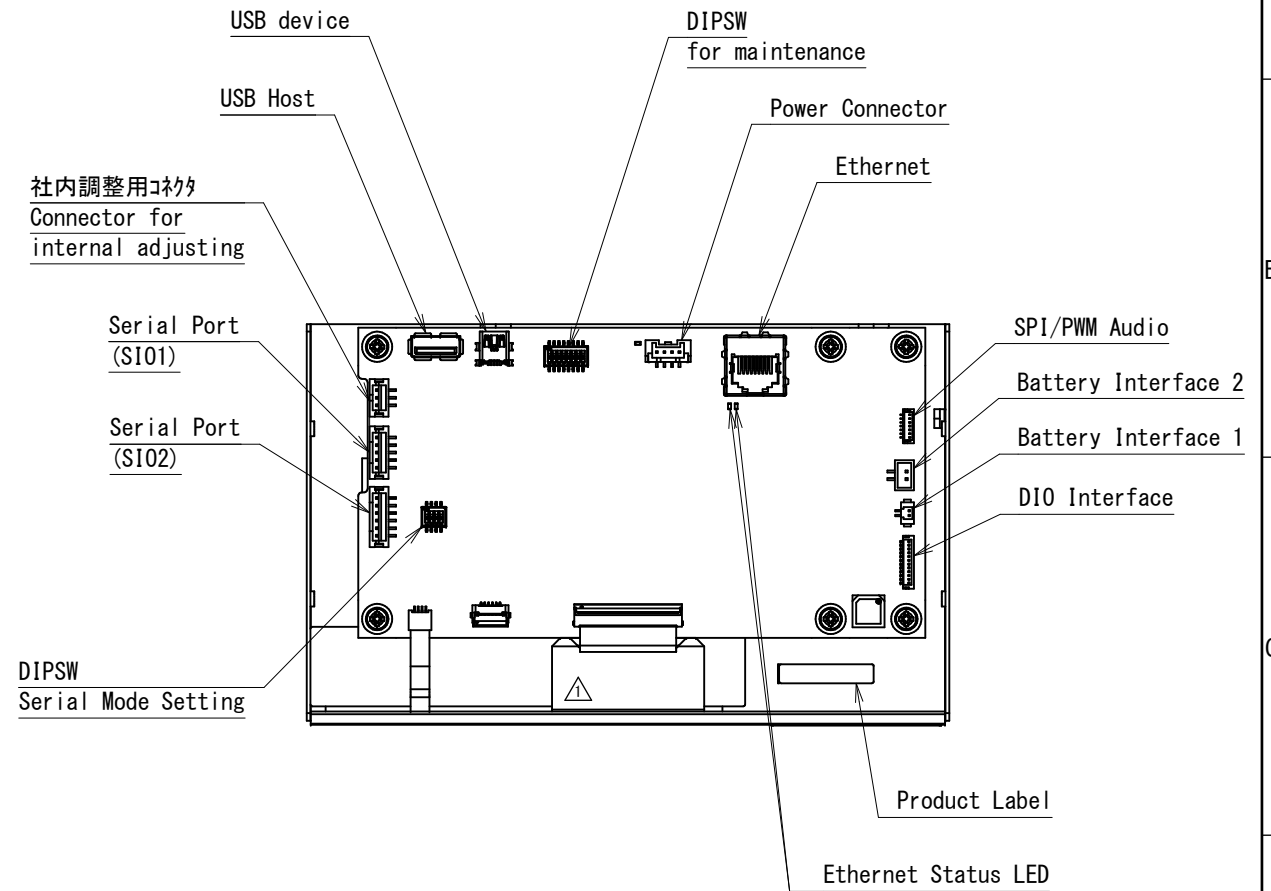 USB device
DIPSW
for maintenance
USB Host
Power Connector
Ethernet
社内調整用ｺﾈｸﾀ
Connector for
internal adjusting
Serial Port
(SIO1)
SPI/PWM Audio
Battery Interface 2
Serial Port
(SIO2)
Battery Interface 1
DIO Interface
DIPSW
Serial Mode Setting
1
Product Label
Ethernet Status LED